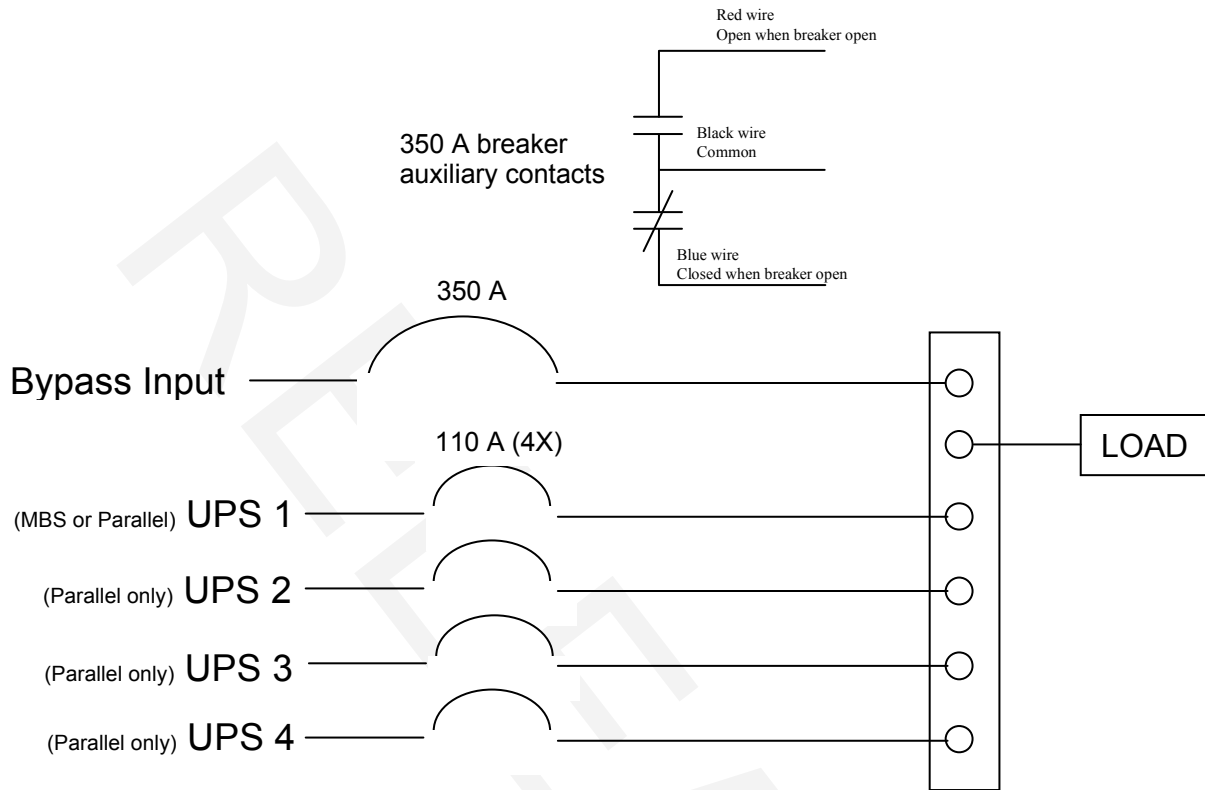 Red wire
Open when breaker open
350 A breaker
auxiliary contacts
Black wire
Common
Blue wire
Closed when breaker open
350 A
Bypass Input
110 A (4X)
LOAD
(MBS or Parallel) UPS 1
(Parallel only) UPS 2
(Parallel only) UPS 3
(Parallel only) UPS 4